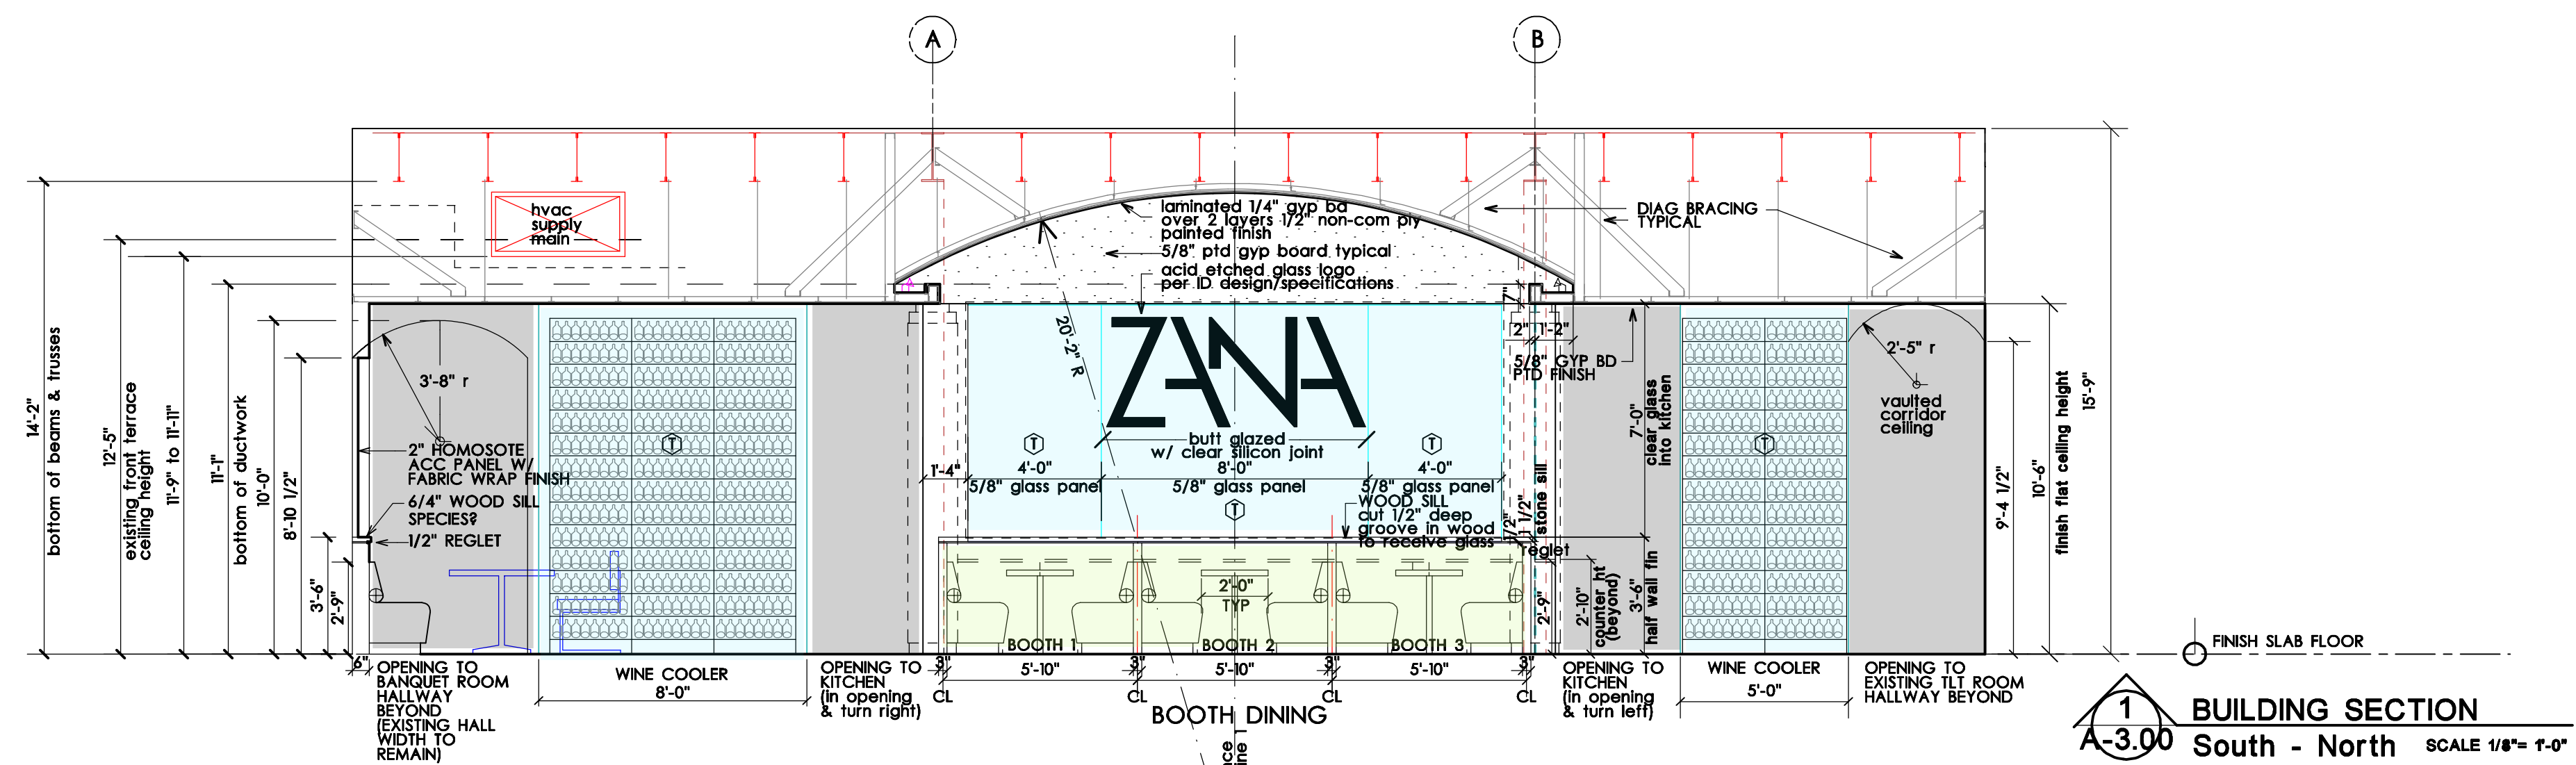 A
B
hvac
supply
main
laminated 1/4" gyp bd
over 2 layers 1/2" non-com ply
painted finish
5/8" ptd gyp board typical
acid etched glass logo
per ID design/specifications
DIAG BRACING
TYPICAL
14'-2"
bottom of beams & trusses
12'-5"
existing front terrace
ceiling height
11'-9" to 11'-11"
11'-1"
bottom of ductwork
10'-0"
8'-10 1/2"
3'-6"
2'-9"
6"
3'-8" r
2" HOMOSOTE
ACC PANEL W/
FABRIC WRAP FINISH
6/4" WOOD SILL
SPECIES?
1/2" REGLET
T
20'-2" R
ZANA
butt glazed
w/ clear silicon joint
T
T
1'-4"
4'-0"
8'-0"
4'-0"
5/8" glass panel
5/8" glass panel
5/8" glass panel
T
WOOD SILL
cut 1/2" deep
groove in wood
to receive glass
7"
2"
1'-2"
5/8" GYP BD
PTD FINISH
7'-0"
clear glass
into kitchen
1/2"
1 1/2"
stone sill
reglet
2'-9"
2'-10"
counter ht
(beyond)
3'-6"
half wall fin
T
2'-5" r
vaulted
corridor
ceiling
9'-4 1/2"
10'-6"
finish flat ceiling height
15'-9"
2'-0"
TYP
BOOTH 1
BOOTH 2
BOOTH 3
3"
5'-10"
3"
5'-10"
3"
5'-10"
3"
CL
CL
CL
CL
BOOTH DINING
OPENING TO
BANQUET ROOM
HALLWAY
BEYOND
(EXISTING HALL
WIDTH TO
REMAIN)
WINE COOLER
8'-0"
OPENING TO
KITCHEN
(in opening
& turn right)
OPENING TO
KITCHEN
(in opening
& turn left)
WINE COOLER
5'-0"
OPENING TO
EXISTING TLT ROOM
HALLWAY BEYOND
FINISH SLAB FLOOR
1
A-3.00
BUILDING SECTION
South - North
SCALE 1/8"= 1'-0"